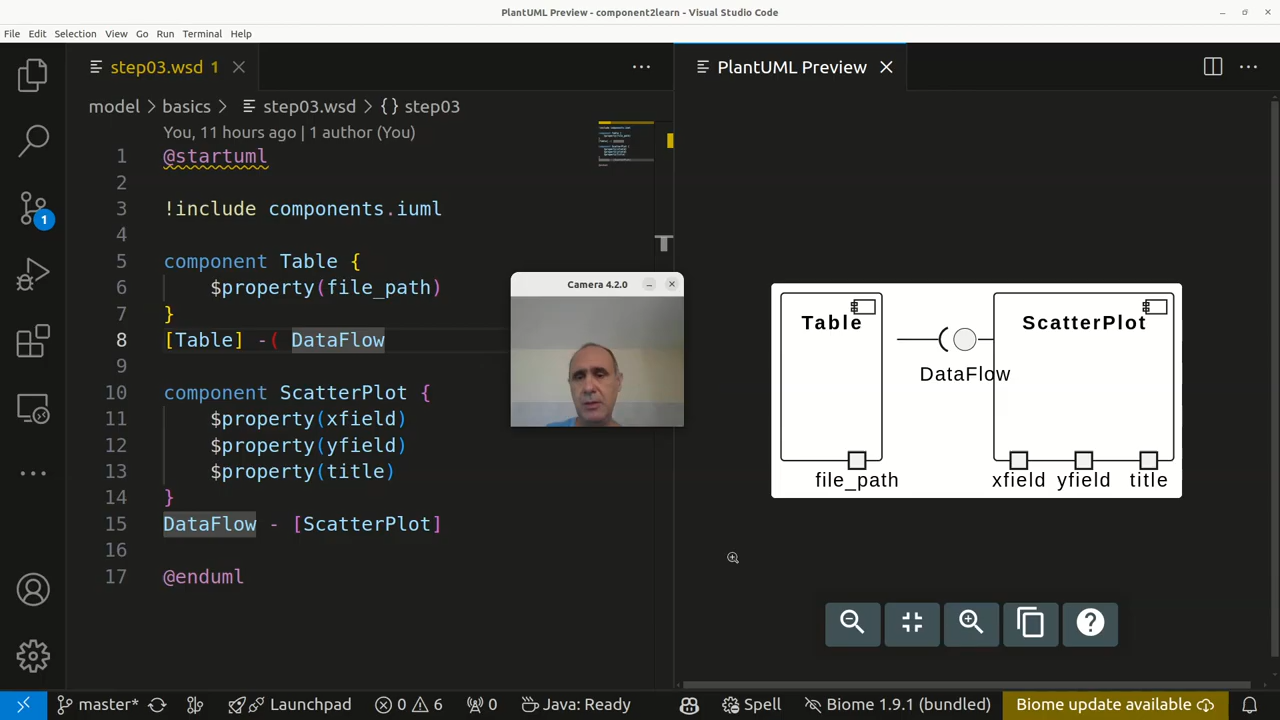 PlantUML Preview - component2learn - Visual Studio Code
File Edit Selection View Go Run Terminal Help
step03.wsd 1
PlantUML Preview
model > basics > step03.wsd > {} step03
You, 11 hours ago | 1 author (You)
1 @startuml
2
3 !include components.iuml
4
5 component Table {
6 $property(file_path)
7 }
8 [Table] -( DataFlow
9
10 component ScatterPlot {
11 $property(xfield)
12 $property(yfield)
13 $property(title)
14 }
15 DataFlow - [ScatterPlot]
16
17 @enduml
1
Camera 4.2.0
Table
ScatterPlot
DataFlow
file_path
xfield yfield title
master* Launchpad 0 6 0 Java: Ready Spell Biome 1.9.1 (bundled) Biome update available